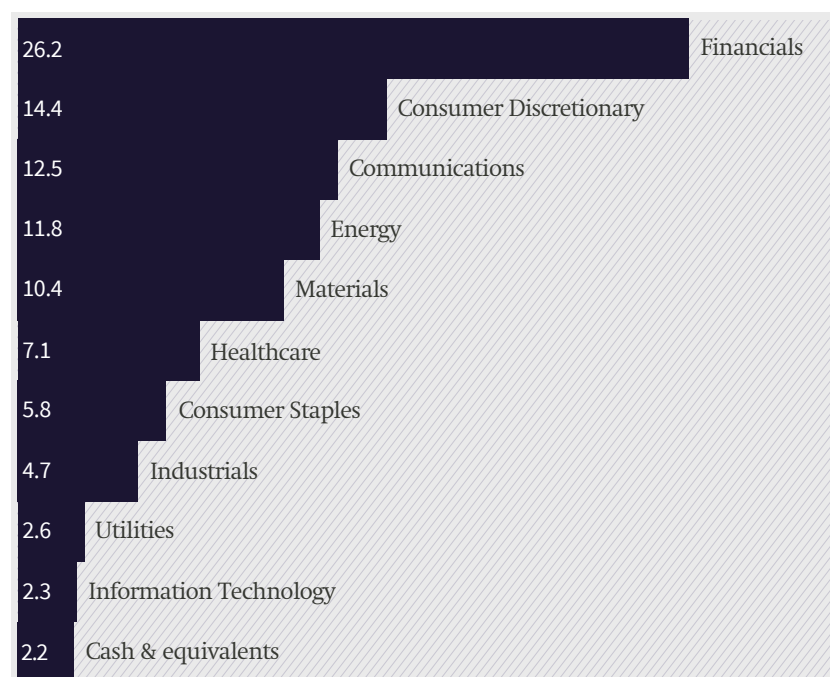 26.2 Financials
14.4 Consumer Discretionary
12.5 Communications
11.8 Energy
10.4 Materials
7.1 Healthcare
5.8 Consumer Staples
4.7 Industrials
2.6 Utilities
2.3 Information Technology
2.2 Cash & equivalents